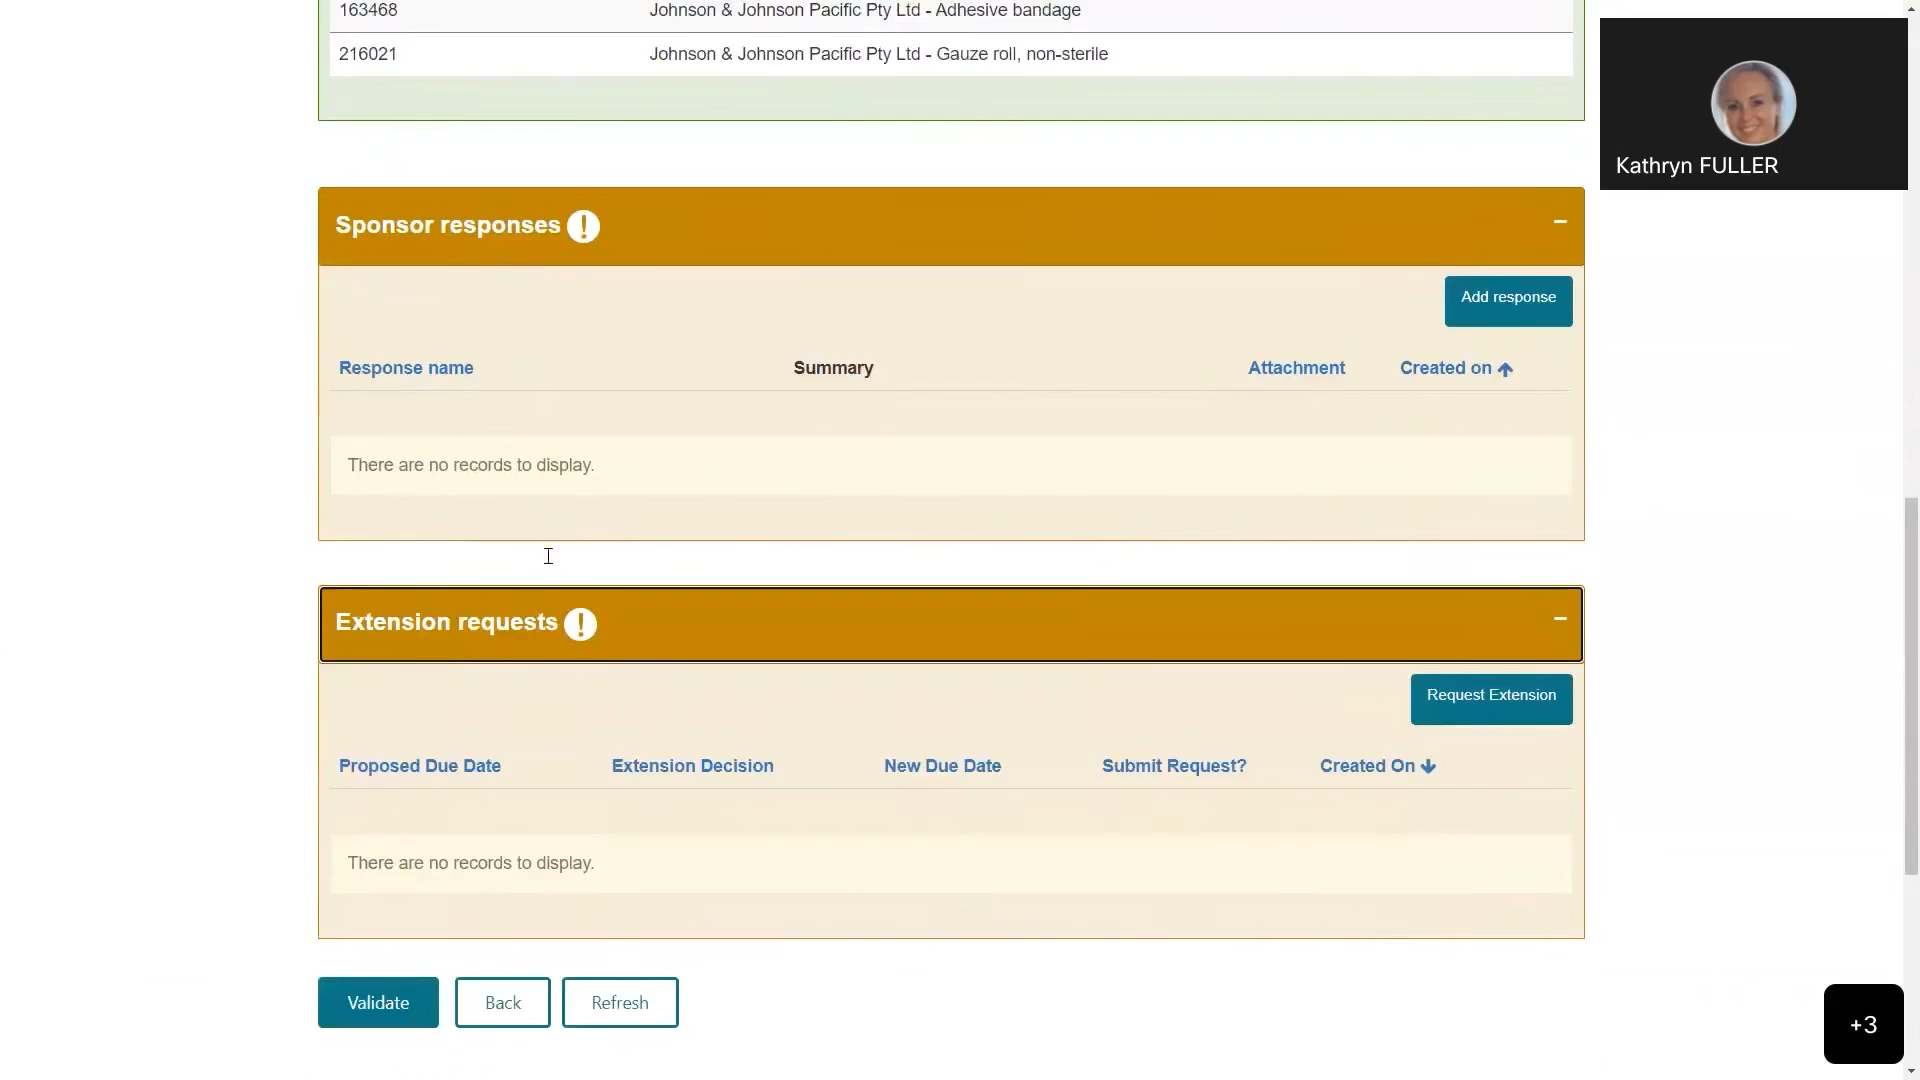 163468 Johnson & Johnson Pacific Pty Ltd - Adhesive bandage
216021 Johnson & Johnson Pacific Pty Ltd - Gauze roll, non-sterile
Kathryn FULLER
Sponsor responses !
Add response
Response name Summary Attachment Created on
There are no records to display.
Extension requests !
Request Extension
Proposed Due Date Extension Decision New Due Date Submit Request? Created On
There are no records to display.
Validate Back Refresh
+3